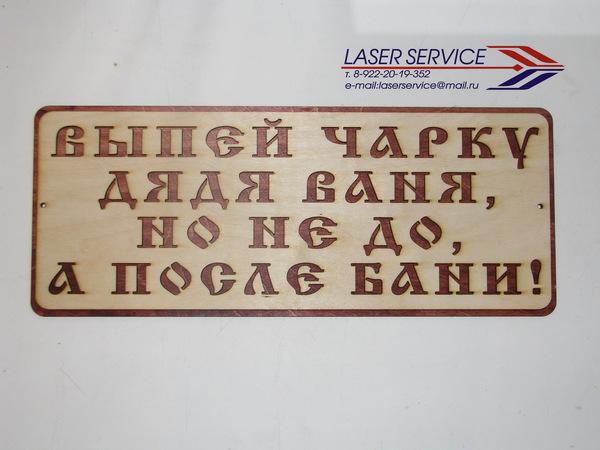 LASER SERVICE
т. 8-922-20-19-352
e-mail:laserservice@mail.ru
ВЫПЕЙ ЧАРКУ
ДЯДЯ ВАНЯ,
НО НЕ ДО,
А ПОСЛЕ БАНИ!